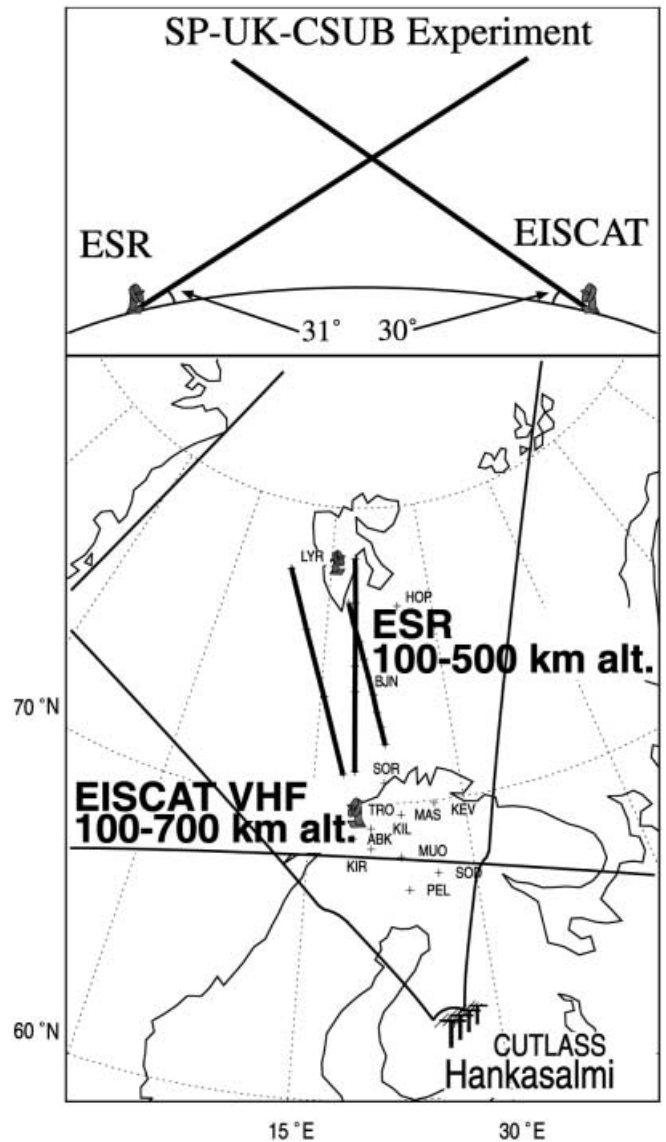 SP-UK-CSUB Experiment
ESR
EISCAT
31°
30°
LYR
HOP
ESR
100-500 km alt.
BJN
70 °N
SOR
EISCAT VHF
TRO
MAS
KEV
100-700 km alt.
KIL
ABK
MUO
KIR
SOD
PEL
60 °N
CUTLASS
Hankasalmi
15 °E
30 °E